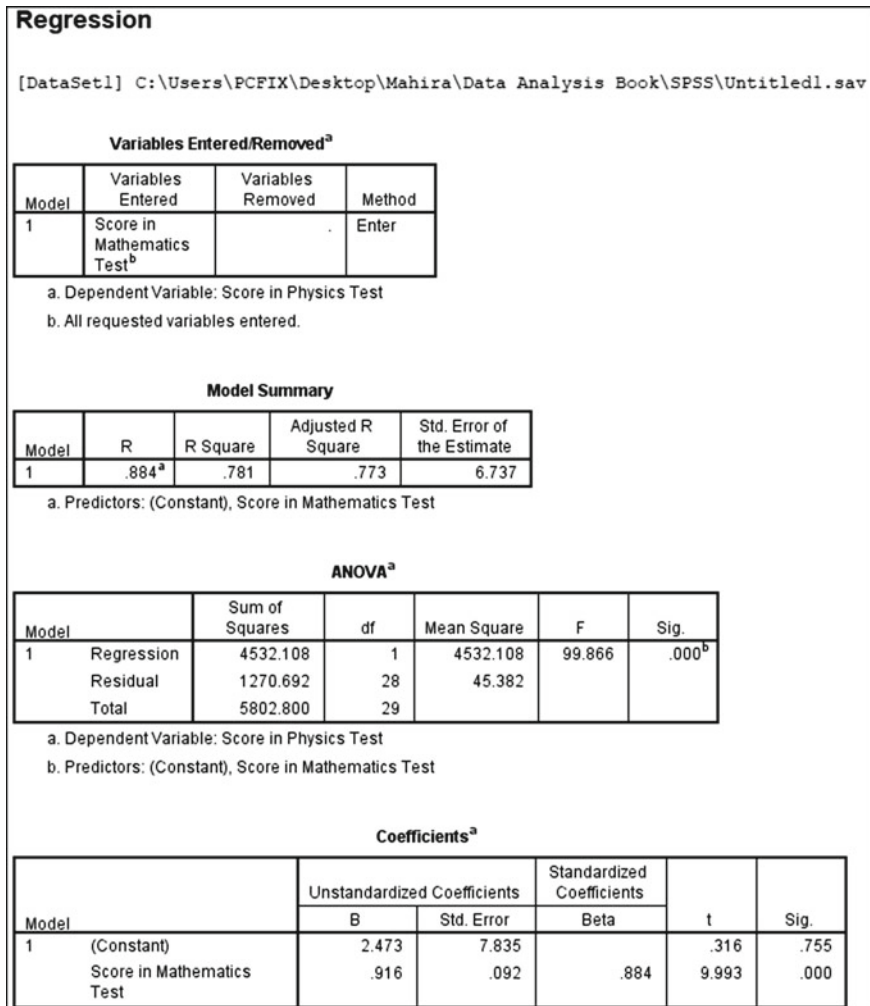 Regression
[DataSet1] C:\Users\PCFIX\Desktop\Mahira\Data Analysis Book\SPSS\Untitled1.sav
Variables Entered/Removedᵃ
Model Variables Entered Variables Removed Method
1 Score in Mathematics Testᵇ . Enter
a. Dependent Variable: Score in Physics Test
b. All requested variables entered.
Model Summary
Model R R Square Adjusted R Square Std. Error of the Estimate
1 .884ᵃ .781 .773 6.737
a. Predictors: (Constant), Score in Mathematics Test
ANOVAᵃ
Model Sum of Squares df Mean Square F Sig.
1 Regression 4532.108 1 4532.108 99.866 .000ᵇ
Residual 1270.692 28 45.382
Total 5802.800 29
a. Dependent Variable: Score in Physics Test
b. Predictors: (Constant), Score in Mathematics Test
Coefficientsᵃ
Unstandardized Coefficients Standardized Coefficients
Model B Std. Error Beta t Sig.
1 (Constant) 2.473 7.835 .316 .755
Score in Mathematics Test .916 .092 .884 9.993 .000